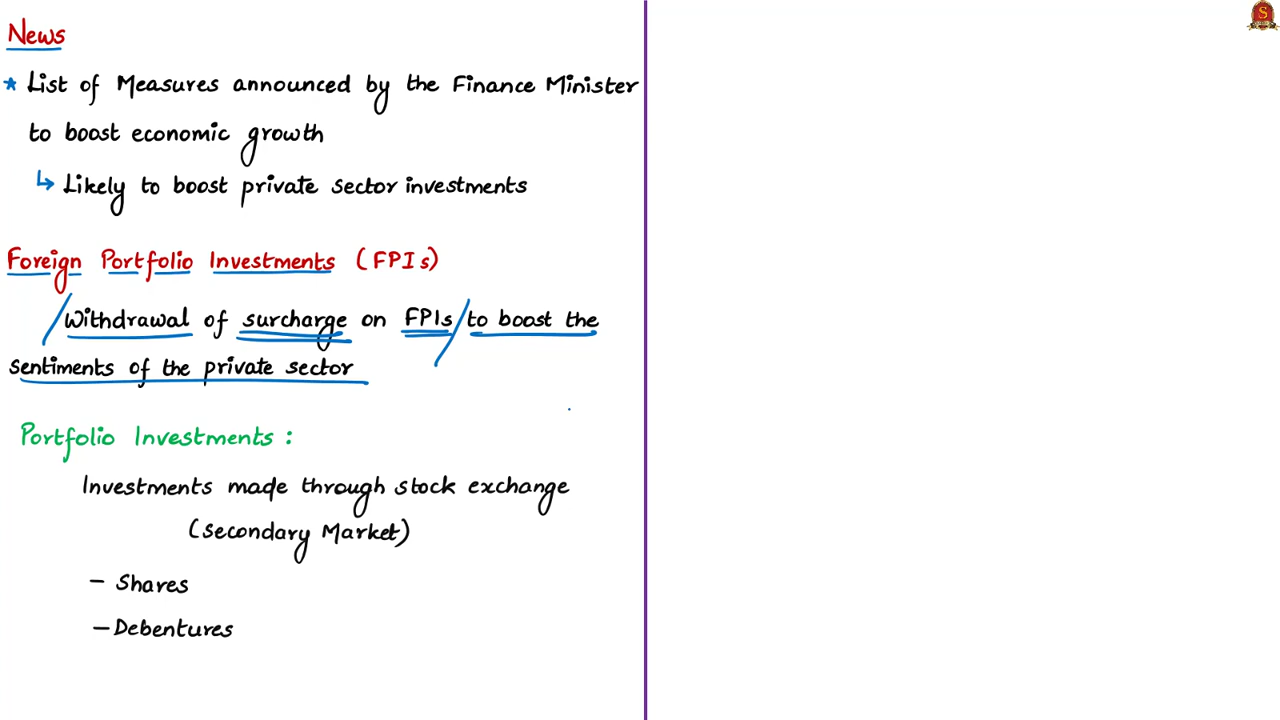 News
* List of Measures announced by the Finance Minister
to boost economic growth
↳ Likely to boost private sector investments
Foreign Portfolio Investments (FPIs)
Withdrawal of surcharge on FPIs to boost the
sentiments of the private sector
Portfolio Investments :
Investments made through stock exchange
(Secondary Market)
- Shares
- Debentures
S